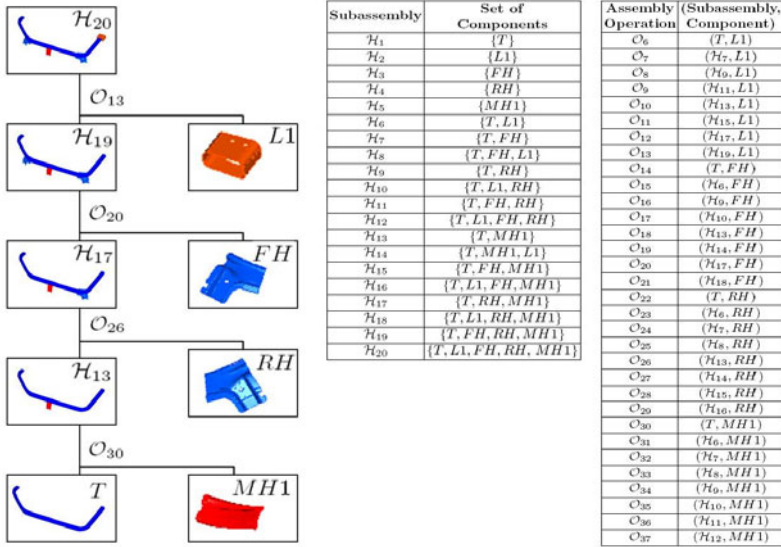 H20
O13
H19
L1
O20
H17
FH
O26
H13
RH
O30
T
MH1
Subassembly Set of Components
H1 {T}
H2 {L1}
H3 {FH}
H4 {RH}
H5 {MH1}
H6 {T, L1}
H7 {T, FH}
H8 {T, FH, L1}
H9 {T, RH}
H10 {T, L1, RH}
H11 {T, FH, RH}
H12 {T, L1, FH, RH}
H13 {T, MH1}
H14 {T, MH1, L1}
H15 {T, FH, MH1}
H16 {T, L1, FH, MH1}
H17 {T, RH, MH1}
H18 {T, L1, RH, MH1}
H19 {T, FH, RH, MH1}
H20 {T, L1, FH, RH, MH1}
Assembly Operation (Subassembly, Component)
O6 (T, L1)
O7 (H7, L1)
O8 (H9, L1)
O9 (H11, L1)
O10 (H13, L1)
O11 (H15, L1)
O12 (H17, L1)
O13 (H19, L1)
O14 (T, FH)
O15 (H6, FH)
O16 (H9, FH)
O17 (H10, FH)
O18 (H13, FH)
O19 (H14, FH)
O20 (H17, FH)
O21 (H18, FH)
O22 (T, RH)
O23 (H6, RH)
O24 (H7, RH)
O25 (H8, RH)
O26 (H13, RH)
O27 (H14, RH)
O28 (H15, RH)
O29 (H16, RH)
O30 (T, MH1)
O31 (H6, MH1)
O32 (H7, MH1)
O33 (H8, MH1)
O34 (H9, MH1)
O35 (H10, MH1)
O36 (H11, MH1)
O37 (H12, MH1)